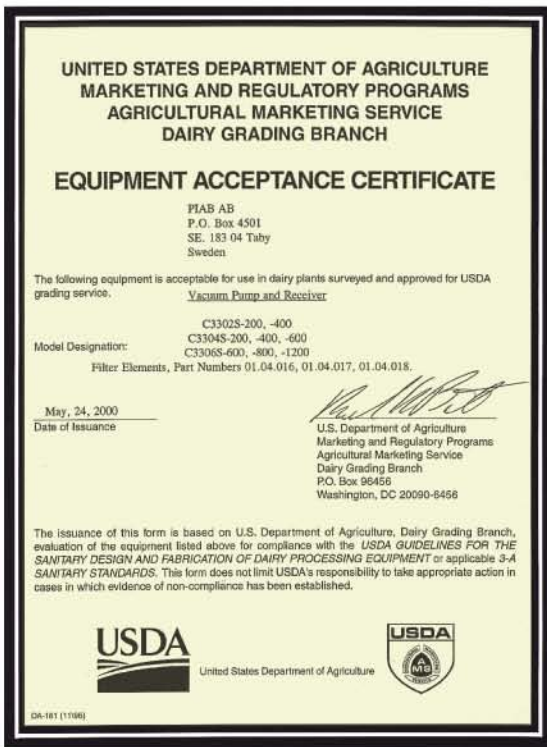 UNITED STATES DEPARTMENT OF AGRICULTURE
MARKETING AND REGULATORY PROGRAMS
AGRICULTURAL MARKETING SERVICE
DAIRY GRADING BRANCH
EQUIPMENT ACCEPTANCE CERTIFICATE
PIAB AB
P.O. Box 4501
SE. 183 04 Taby
Sweden
The following equipment is acceptable for use in dairy plants surveyed and approved for USDA
grading service. Vacuum Pump and Receiver
C3302S-200, -400
C3304S-200, -400, -600
Model Designation: C3306S-600, -800, -1200
Filter Elements, Part Numbers 01.04.016, 01.04.017, 01.04.018.
May, 24, 2000
Date of Issuance
U.S. Department of Agriculture
Marketing and Regulatory Programs
Agricultural Marketing Service
Dairy Grading Branch
P.O. Box 96456
Washington, DC 20090-6456
The issuance of this form is based on U.S. Department of Agriculture, Dairy Grading Branch,
evaluation of the equipment listed above for compliance with the USDA GUIDELINES FOR THE
SANITARY DESIGN AND FABRICATION OF DAIRY PROCESSING EQUIPMENT or applicable 3-A
SANITARY STANDARDS. This form does not limit USDA's responsibility to take appropriate action in
cases in which evidence of non-compliance has been established.
USDA
United States Department of Agriculture
USDA
AMS
DA-161 (11/96)